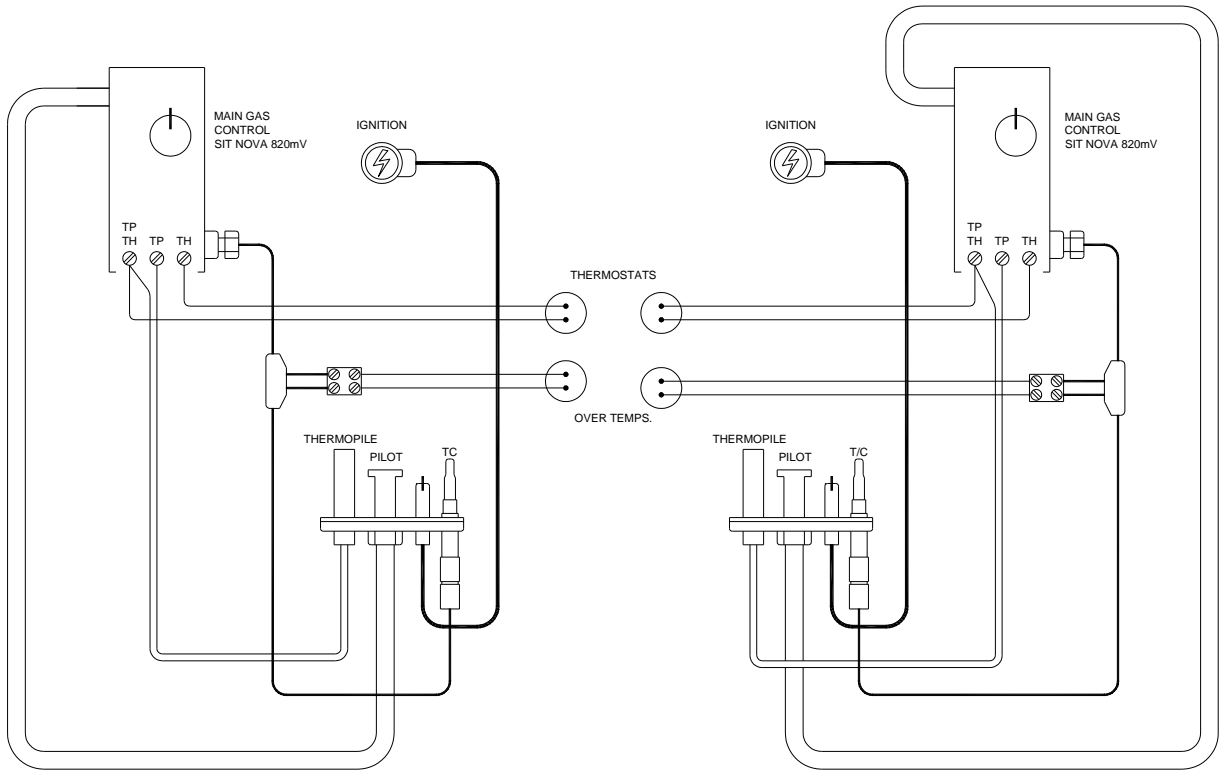 MAIN GAS
CONTROL
SIT NOVA 820mV
IGNITION
TP
TH TP TH
THERMOSTATS
OVER TEMPS.
THERMOPILE
PILOT
TC
IGNITION
MAIN GAS
CONTROL
SIT NOVA 820mV
TP
TH TP TH
THERMOPILE
PILOT
T/C